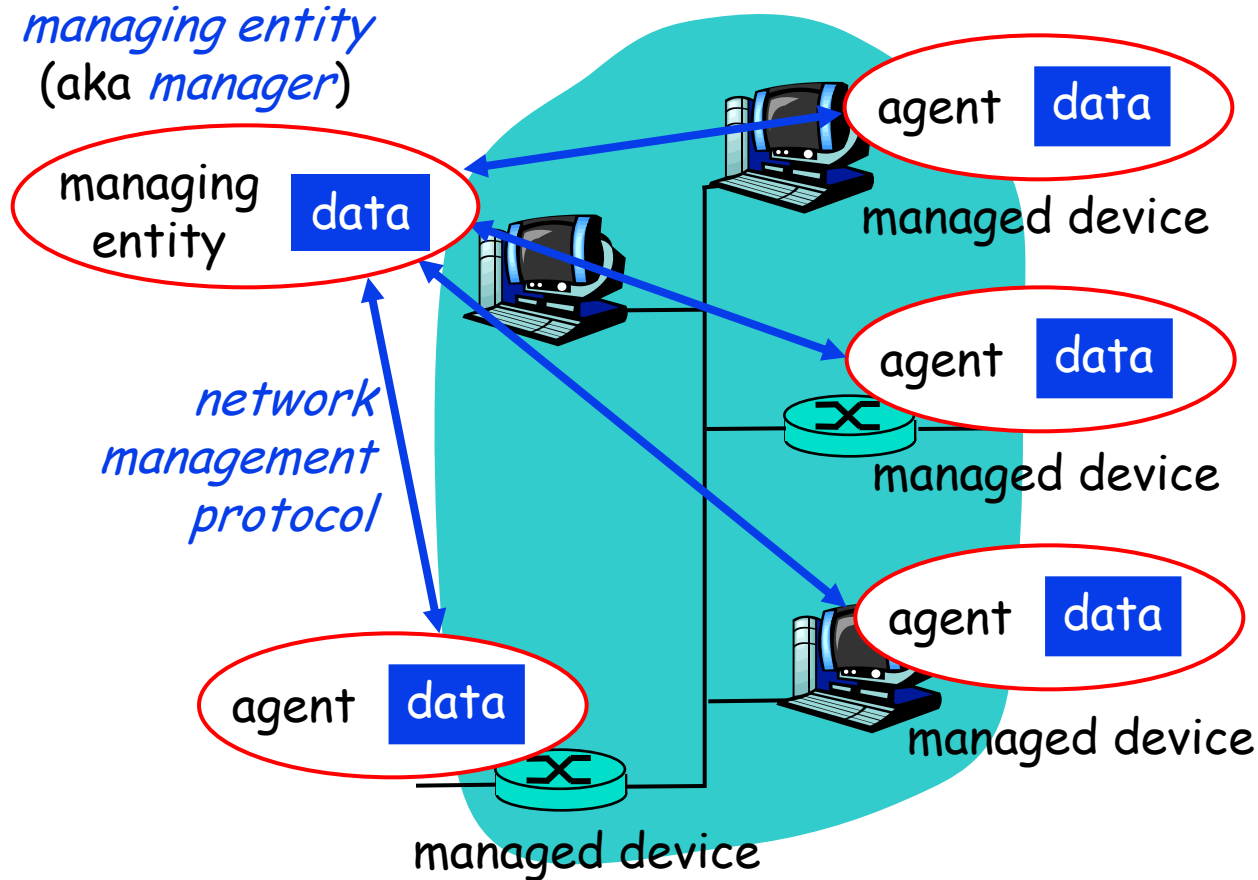 managing entity
(aka manager)
managing
entity
data
agent data
managed device
agent data
managed device
network
management
protocol
agent data
managed device
agent data
managed device